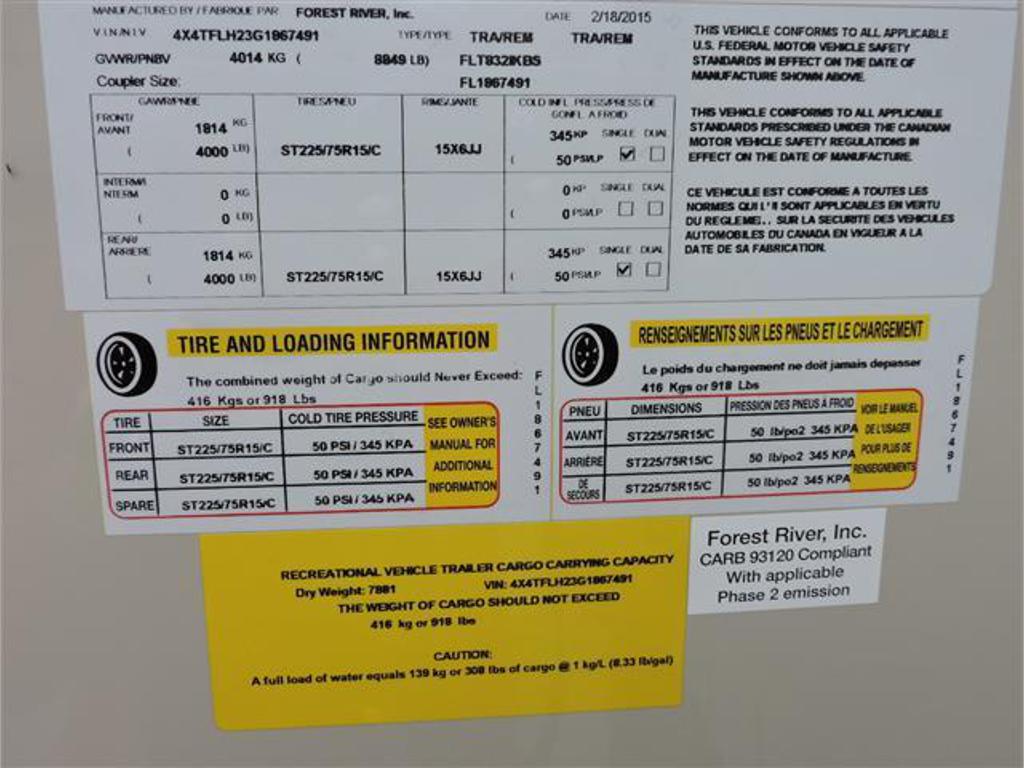 MANUFACTURED BY / FABRIQUE PAR FOREST RIVER, Inc. DATE 2/18/2015
V.I.N/N.I.V 4X4TFLH23G1867491 TYPE/TYPE TRA/REM TRA/REM
GVWR/PNBV 4014 KG ( 8849 LB) FLT832IKBS
Coupler Size: FL1867491
GAWR/PNBE TIRES/PNEU RIMS/JANTE COLD INFL. PRESS/PRESS DE GONFL. A FROID
FRONT/ AVANT 1814 KG 345 KP SINGLE DUAL
( 4000 LB) ST225/75R15/C 15X6JJ ( 50 PSI/LP
INTERM/ INTERM 0 KG 0 KP SINGLE DUAL
( 0 LB) ( 0 PSI/LP
REAR/ ARRIERE 1814 KG 345 KP SINGLE DUAL
( 4000 LB) ST225/75R15/C 15X6JJ ( 50 PSI/LP
THIS VEHICLE CONFORMS TO ALL APPLICABLE
U.S. FEDERAL MOTOR VEHICLE SAFETY
STANDARDS IN EFFECT ON THE DATE OF
MANUFACTURE SHOWN ABOVE.
THIS VEHICLE CONFORMS TO ALL APPLICABLE
STANDARDS PRESCRIBED UNDER THE CANADIAN
MOTOR VEHICLE SAFETY REGULATIONS IN
EFFECT ON THE DATE OF MANUFACTURE.
CE VEHICULE EST CONFORME A TOUTES LES
NORMES QUI L'II SONT APPLICABLES EN VERTU
DU REGLEME... SUR LA SECURITE DES VEHICULES
AUTOMOBILES DU CANADA EN VIGUEUR A LA
DATE DE SA FABRICATION.
TIRE AND LOADING INFORMATION
The combined weight of Cargo should Never Exceed:
416 Kgs or 918 Lbs
TIRE SIZE COLD TIRE PRESSURE
FRONT ST225/75R15/C 50 PSI / 345 KPA
REAR ST225/75R15/C 50 PSI / 345 KPA
SPARE ST225/75R15/C 50 PSI / 345 KPA
SEE OWNER'S
MANUAL FOR
ADDITIONAL
INFORMATION
FL1867491
RENSEIGNEMENTS SUR LES PNEUS ET LE CHARGEMENT
Le poids du chargement ne doit jamais depasser
416 Kgs or 918 Lbs
PNEU DIMENSIONS PRESSION DES PNEUS À FROID
AVANT ST225/75R15/C 50 lb/po2 345 KPA
ARRIÈRE ST225/75R15/C 50 lb/po2 345 KPA
DE SECOURS ST225/75R15/C 50 lb/po2 345 KPA
VOIR LE MANUEL
DE L'USAGER
POUR PLUS DE
RENSEIGNEMENTS
FL1867491
RECREATIONAL VEHICLE TRAILER CARGO CARRYING CAPACITY
Dry Weight: 7881 VIN: 4X4TFLH23G1867491
THE WEIGHT OF CARGO SHOULD NOT EXCEED
416 kg or 918 lbs
CAUTION:
A full load of water equals 139 kg or 308 lbs of cargo @ 1 kg/L (8.33 lb/gal)
Forest River, Inc.
CARB 93120 Compliant
With applicable
Phase 2 emission